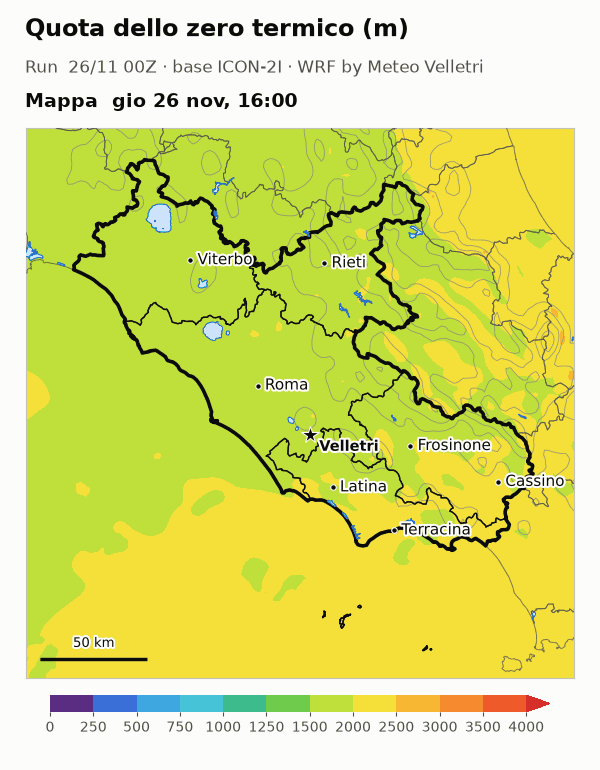 Quota dello zero termico (m)
Run 26/11 00Z · base ICON-2I · WRF by Meteo Velletri
Mappa gio 26 nov, 16:00
Viterbo
Rieti
Roma
Velletri
Frosinone
Latina
Cassino
Terracina
50 km
0 250 500 750 1000 1250 1500 2000 2500 3000 3500 4000